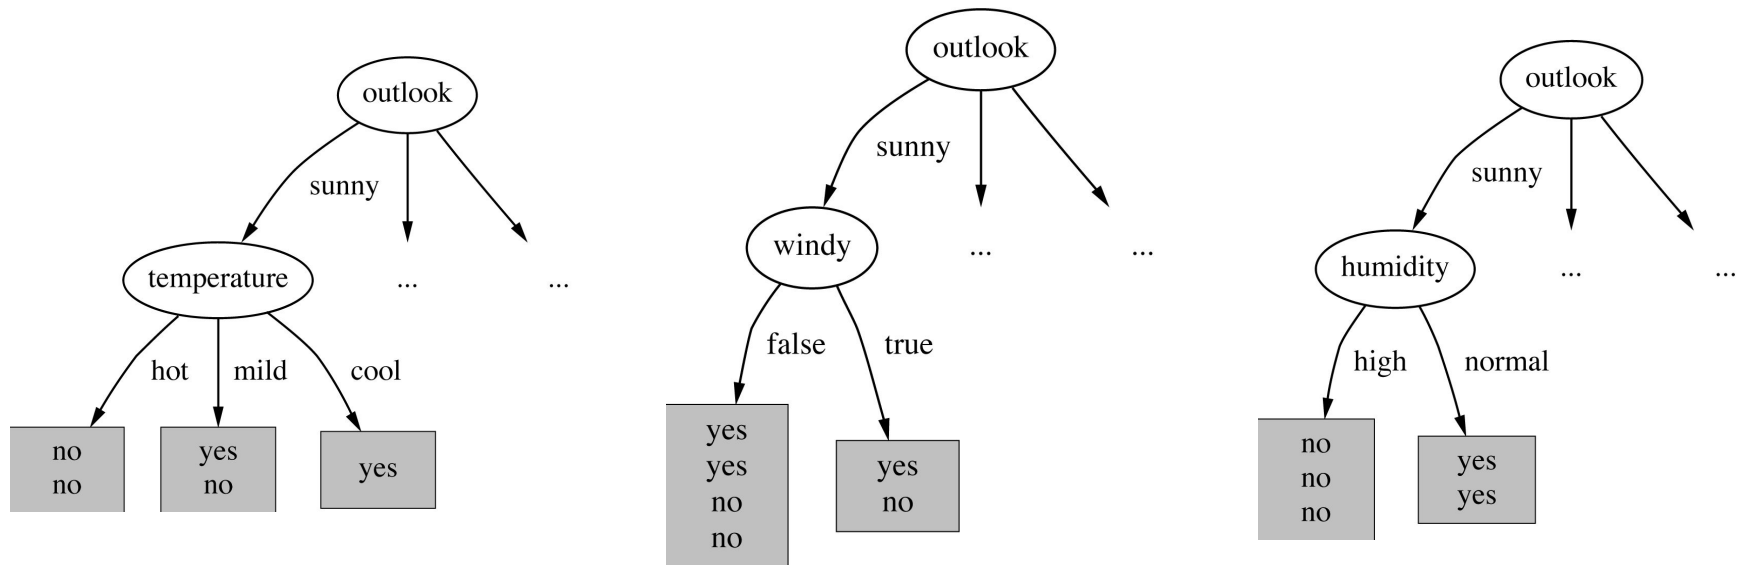 outlook
sunny
temperature
...
...
hot
mild
cool
no
no
yes
no
yes
outlook
sunny
windy
...
...
false
true
yes
yes
no
no
yes
no
outlook
sunny
humidity
...
...
high
normal
no
no
no
yes
yes